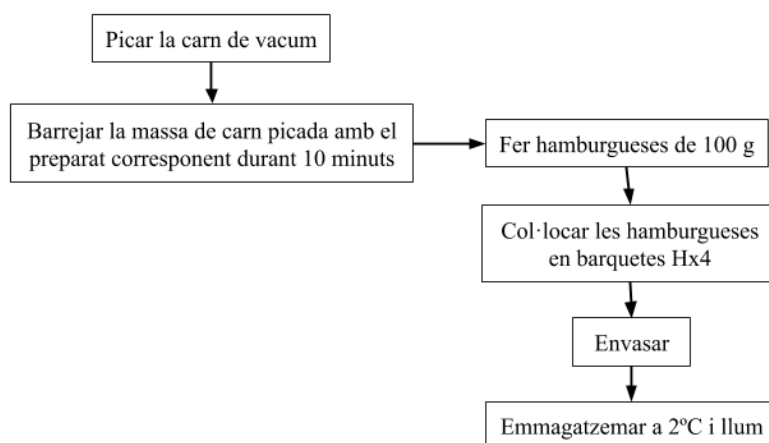 Picar la carn de vacum
Barrejar la massa de carn picada amb el
preparat corresponent durant 10 minuts
Fer hamburgueses de 100 g
Col·locar les hamburgueses
en barquetes Hx4
Envasar
Emmagatzemar a 2ºC i llum